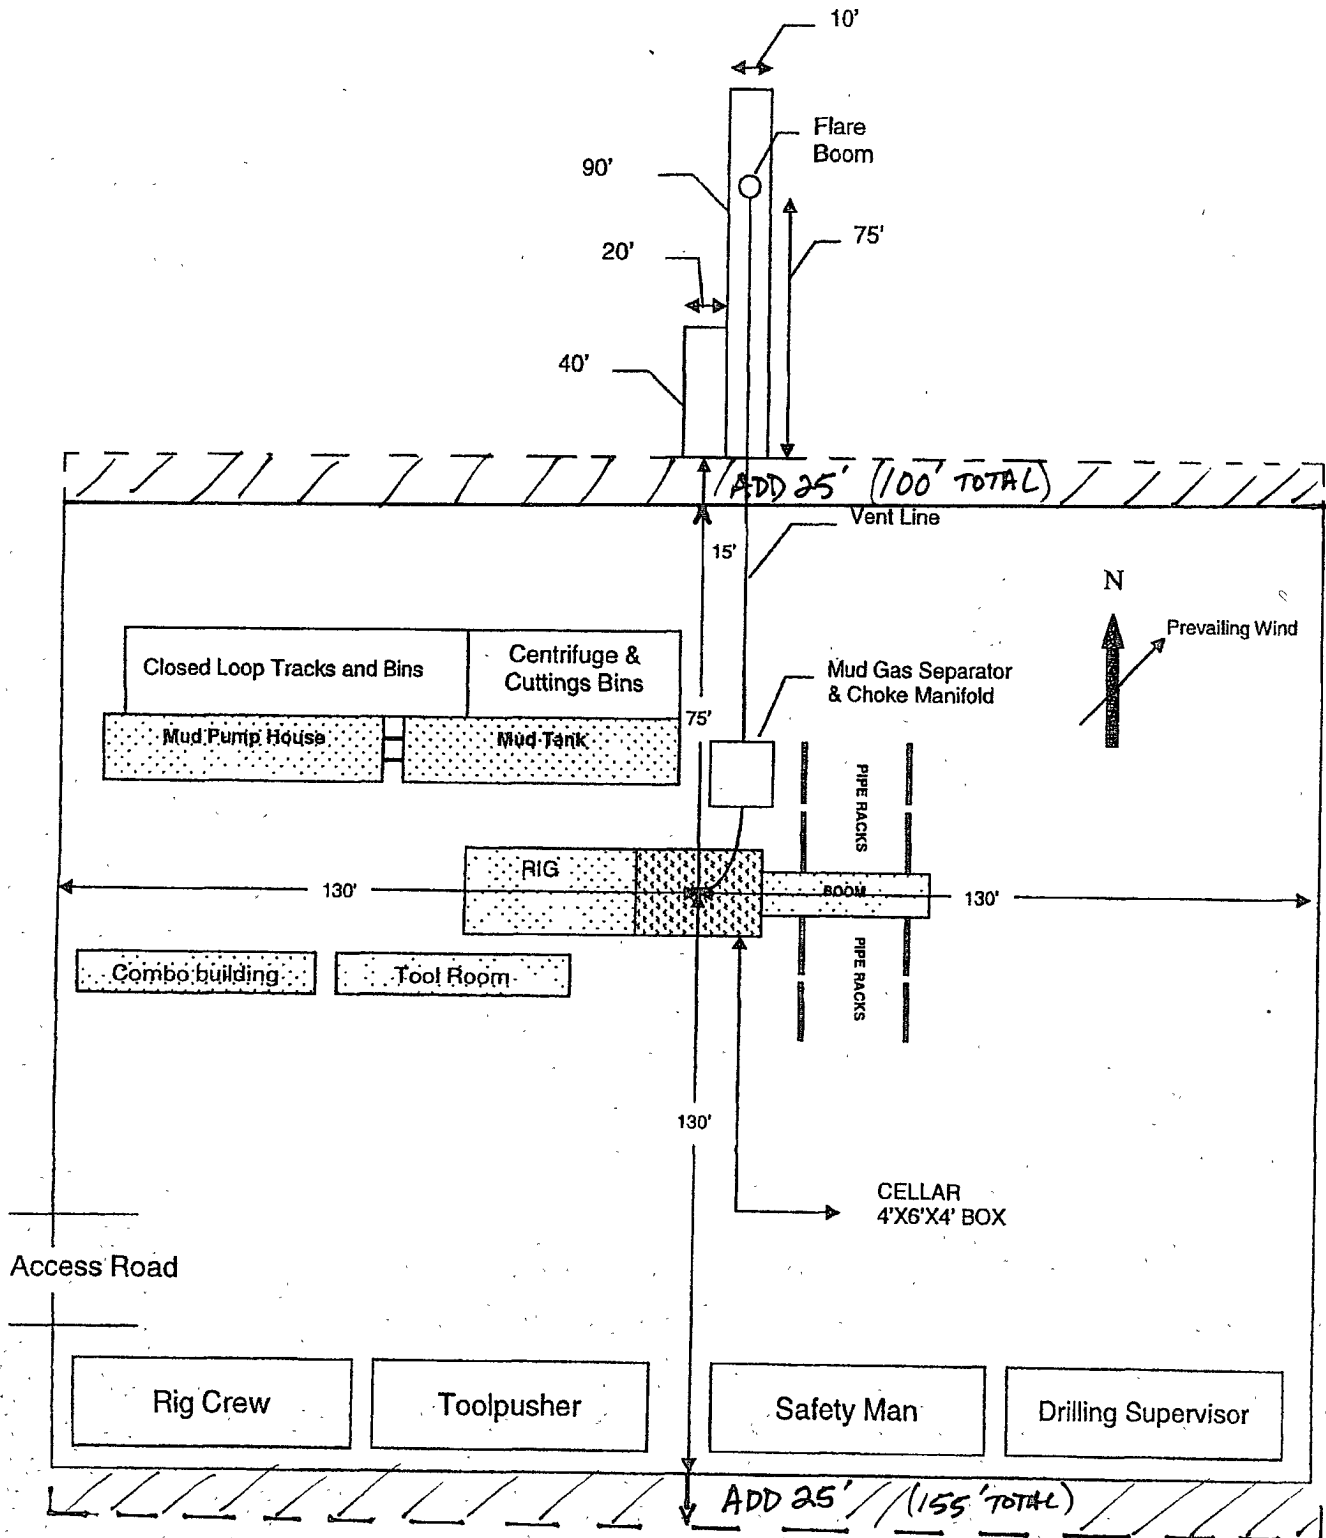 10'
Flare
Boom
90'
75'
20'
40'
ADD 25' (100' TOTAL)
Vent Line
15'
N
Prevailing Wind
Closed Loop Tracks and Bins
Centrifuge &
Cuttings Bins
Mud Gas Separator
& Choke Manifold
75'
Mud Pump House
Mud Tank
PIPE RACKS
RIG
130'
BOOM
130'
Combo building
Tool Room
PIPE RACKS
130'
CELLAR
4'X6'X4' BOX
Access Road
Rig Crew
Toolpusher
Safety Man
Drilling Supervisor
ADD 25' (155' TOTAL)